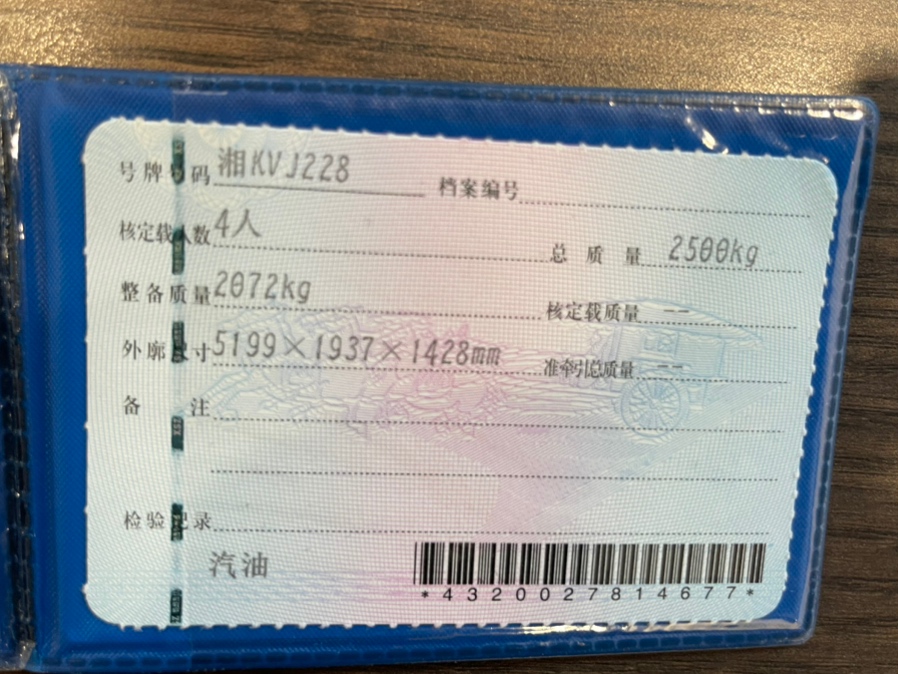 号牌号码 湘KVJ228 档案编号
核定载人数 4人 总质量 2500kg
整备质量 2072kg 核定载质量 --
外廓尺寸 5199×1937×1428mm 准牵引总质量 --
备注
检验记录
汽油
*4320027814677*